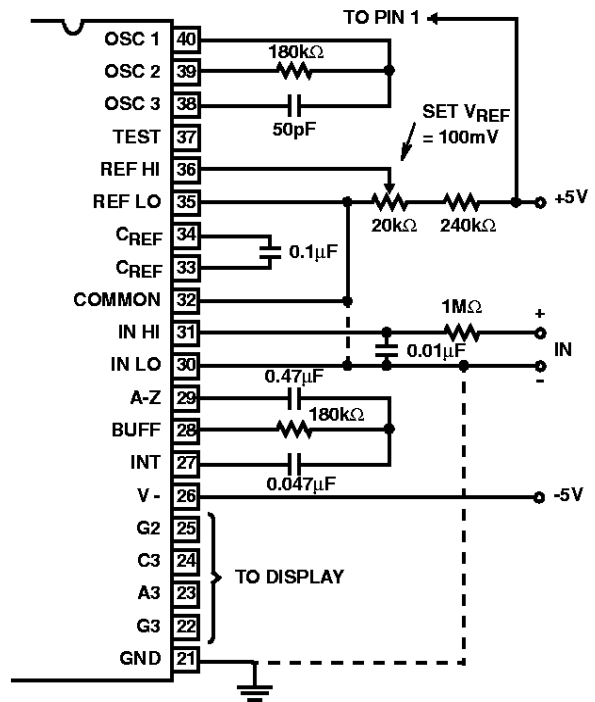 TO PIN 1
OSC 1 40
180kΩ
OSC 2 39
OSC 3 38
50pF
TEST 37
SET VREF
= 100mV
REF HI 36
REF LO 35
20kΩ 240kΩ
+5V
CREF 34
0.1μF
CREF 33
COMMON 32
1MΩ
+
IN HI 31
0.01μF
IN
IN LO 30
-
0.47μF
A-Z 29
180kΩ
BUFF 28
INT 27
0.047μF
V - 26
-5V
G2 25
C3 24
TO DISPLAY
A3 23
G3 22
GND 21